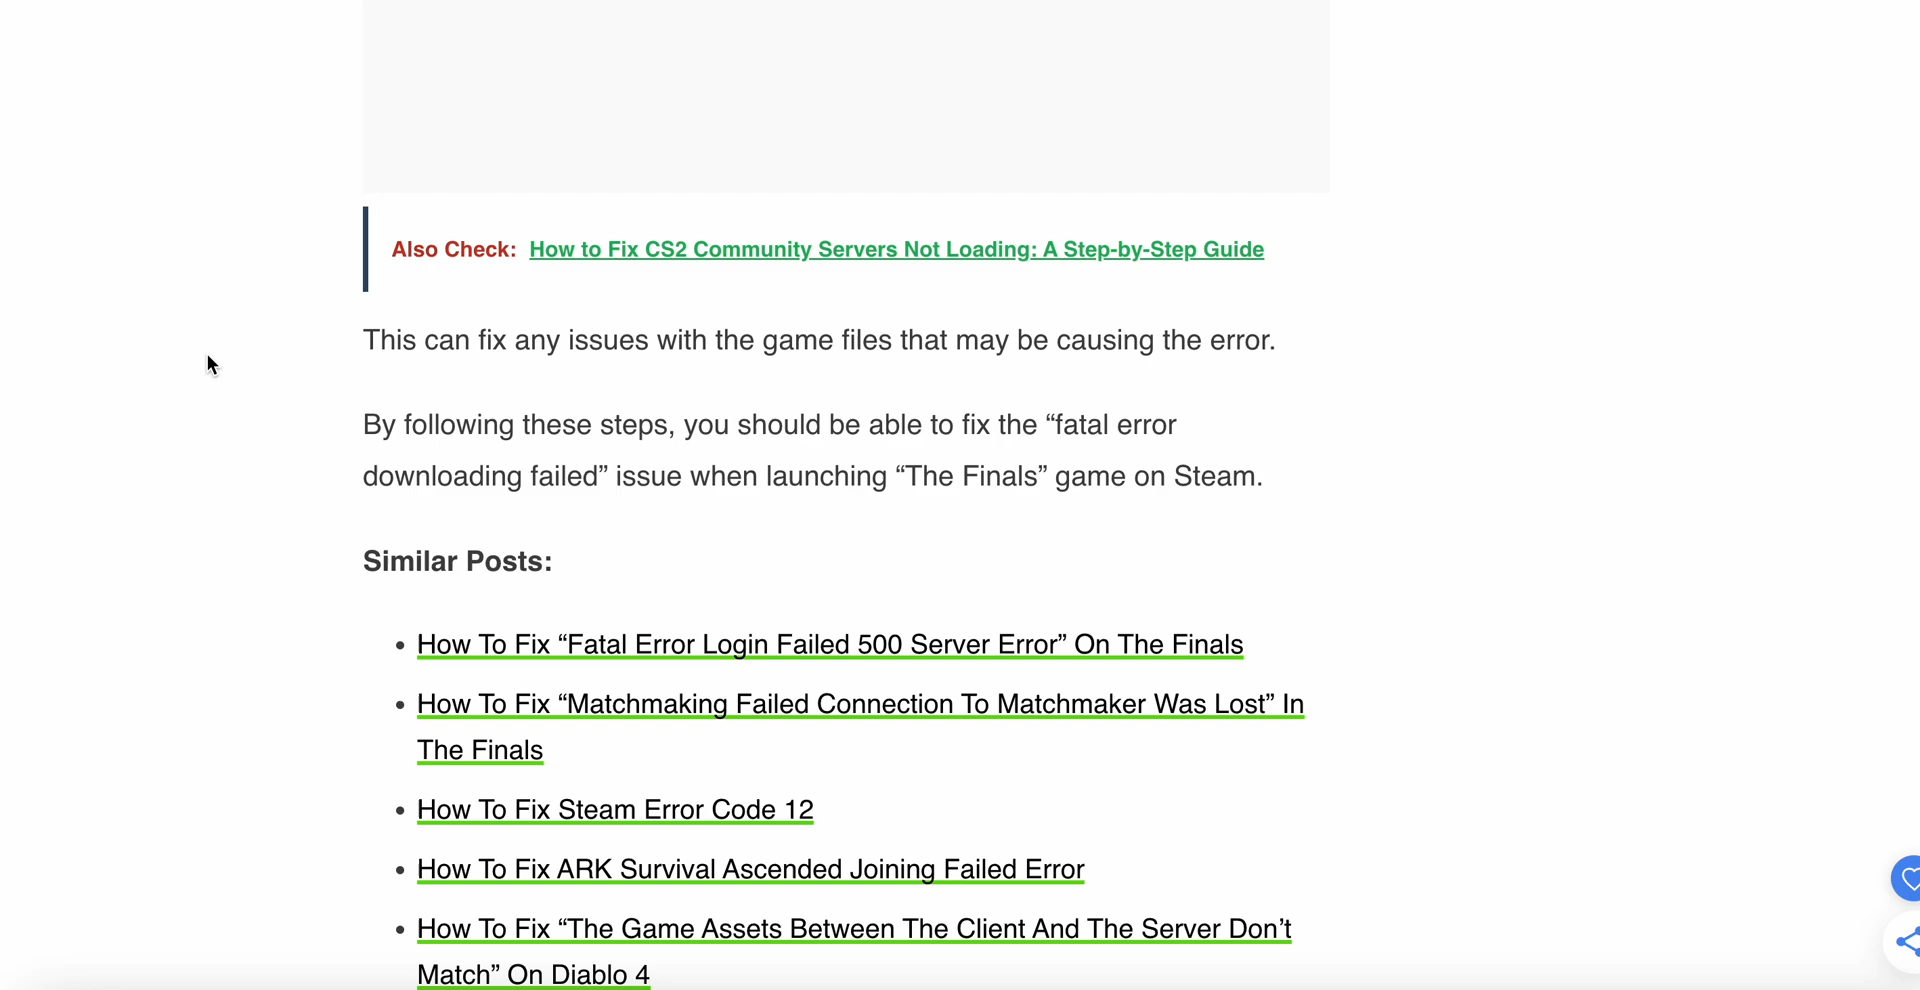 Also Check: How to Fix CS2 Community Servers Not Loading: A Step-by-Step Guide
This can fix any issues with the game files that may be causing the error.
By following these steps, you should be able to fix the “fatal error
downloading failed” issue when launching “The Finals” game on Steam.
Similar Posts:
How To Fix “Fatal Error Login Failed 500 Server Error” On The Finals
How To Fix “Matchmaking Failed Connection To Matchmaker Was Lost” In
The Finals
How To Fix Steam Error Code 12
How To Fix ARK Survival Ascended Joining Failed Error
How To Fix “The Game Assets Between The Client And The Server Don’t
Match” On Diablo 4